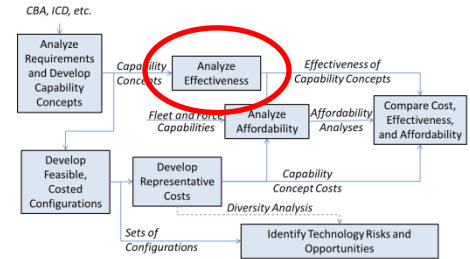 CBA, ICD, etc.
Analyze
Requirements
and Develop
Capability
Concepts
Capability
Concepts
Analyze
Effectiveness
Effectiveness of
Capability Concepts
Fleet and Force
Capabilities
Analyze
Affordability
Affordability
Analyses
Compare Cost,
Effectiveness,
and Affordability
Develop
Feasible,
Costed
Configurations
Develop
Representative
Costs
Capability
Concept Costs
Diversity Analysis
Sets of
Configurations
Identify Technology Risks and
Opportunities